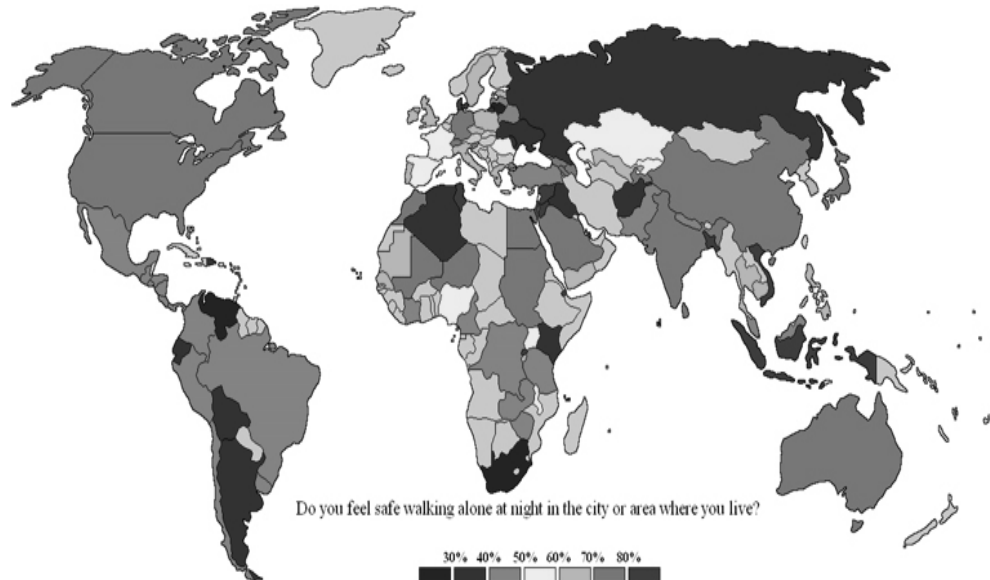 Do you feel safe walking alone at night in the city or area where you live?
30% 40% 50% 60% 70% 80%